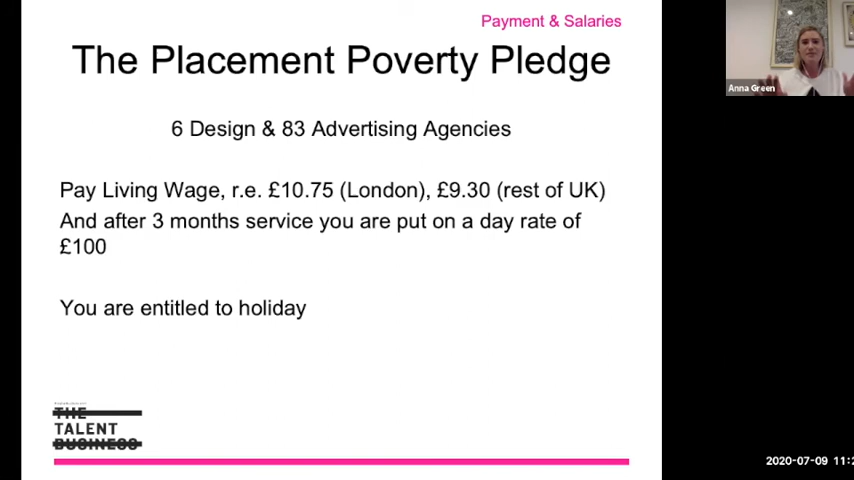 Payment & Salaries
The Placement Poverty Pledge
6 Design & 83 Advertising Agencies
Pay Living Wage, r.e. £10.75 (London), £9.30 (rest of UK)
And after 3 months service you are put on a day rate of
£100
You are entitled to holiday
THE
TALENT
BUSINESS
Anna Green
2020-07-09 11:2